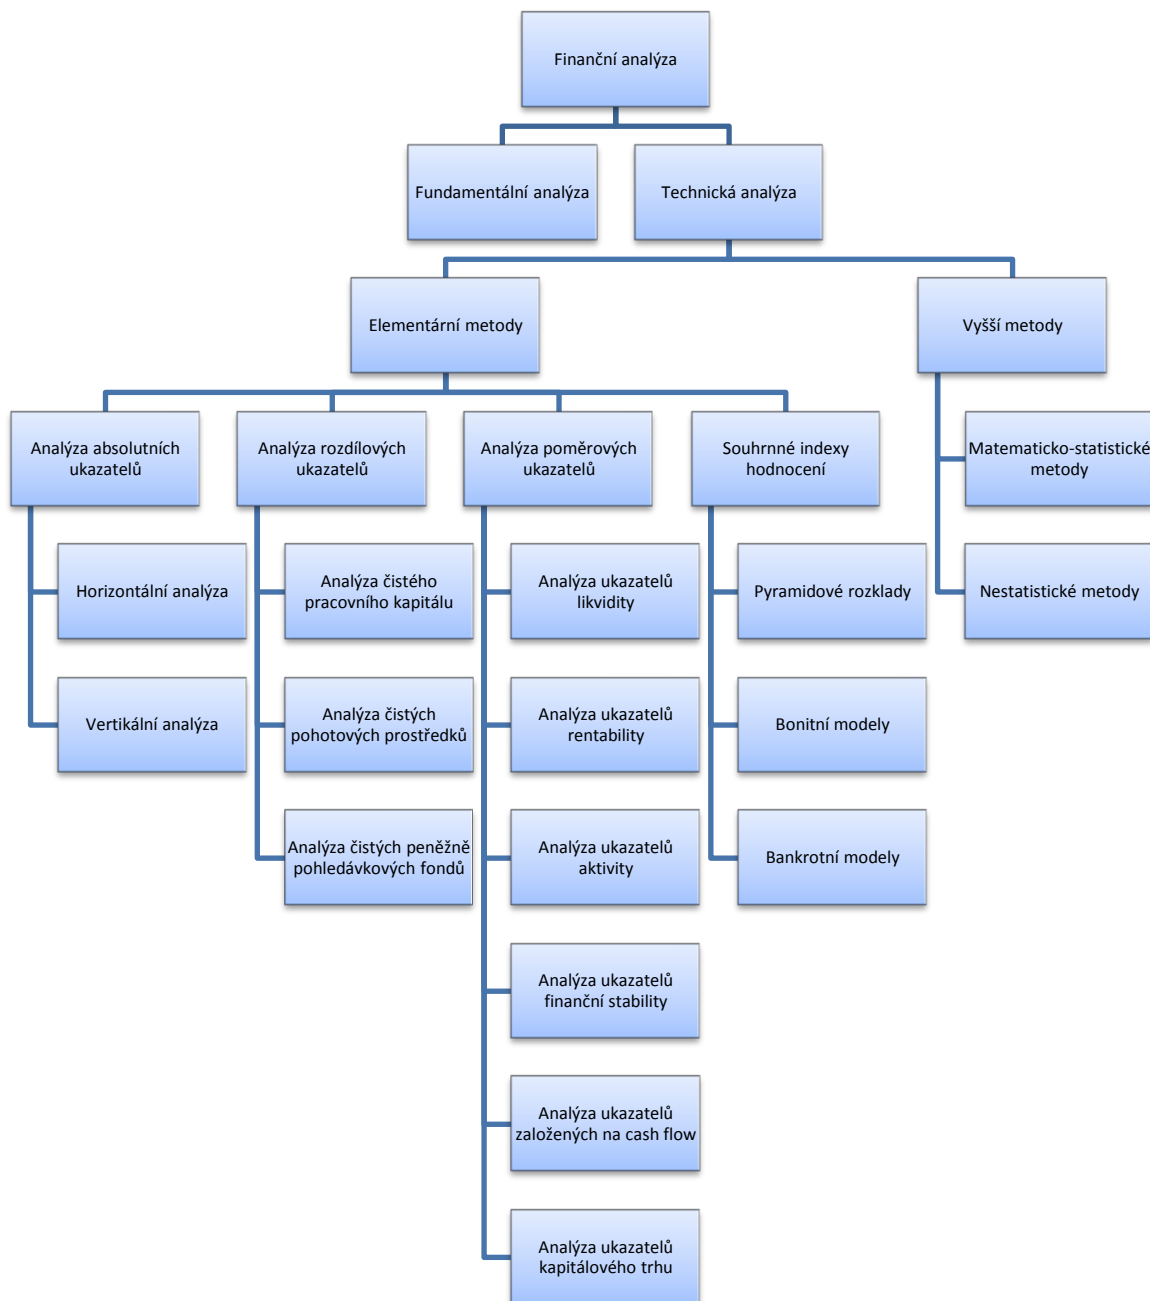 Finanční analýza
Fundamentální analýza
Technická analýza
Elementární metody
Vyšší metody
Analýza absolutních
ukazatelů
Analýza rozdílových
ukazatelů
Analýza poměrových
ukazatelů
Souhrnné indexy
hodnocení
Matematicko-statistické
metody
Horizontální analýza
Analýza čistého
pracovního kapitálu
Analýza ukazatelů
likvidity
Pyramidové rozklady
Nestatistické metody
Vertikální analýza
Analýza čistých
pohotových prostředků
Analýza ukazatelů
rentability
Bonitní modely
Analýza čistých peněžně
pohledávkových fondů
Analýza ukazatelů
aktivity
Bankrotní modely
Analýza ukazatelů
finanční stability
Analýza ukazatelů
založených na cash flow
Analýza ukazatelů
kapitálového trhu